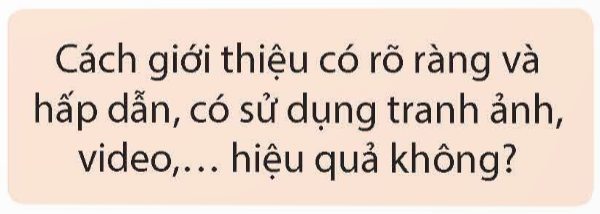 Cách giới thiệu có rõ ràng và
hấp dẫn, có sử dụng tranh ảnh,
video,... hiệu quả không?